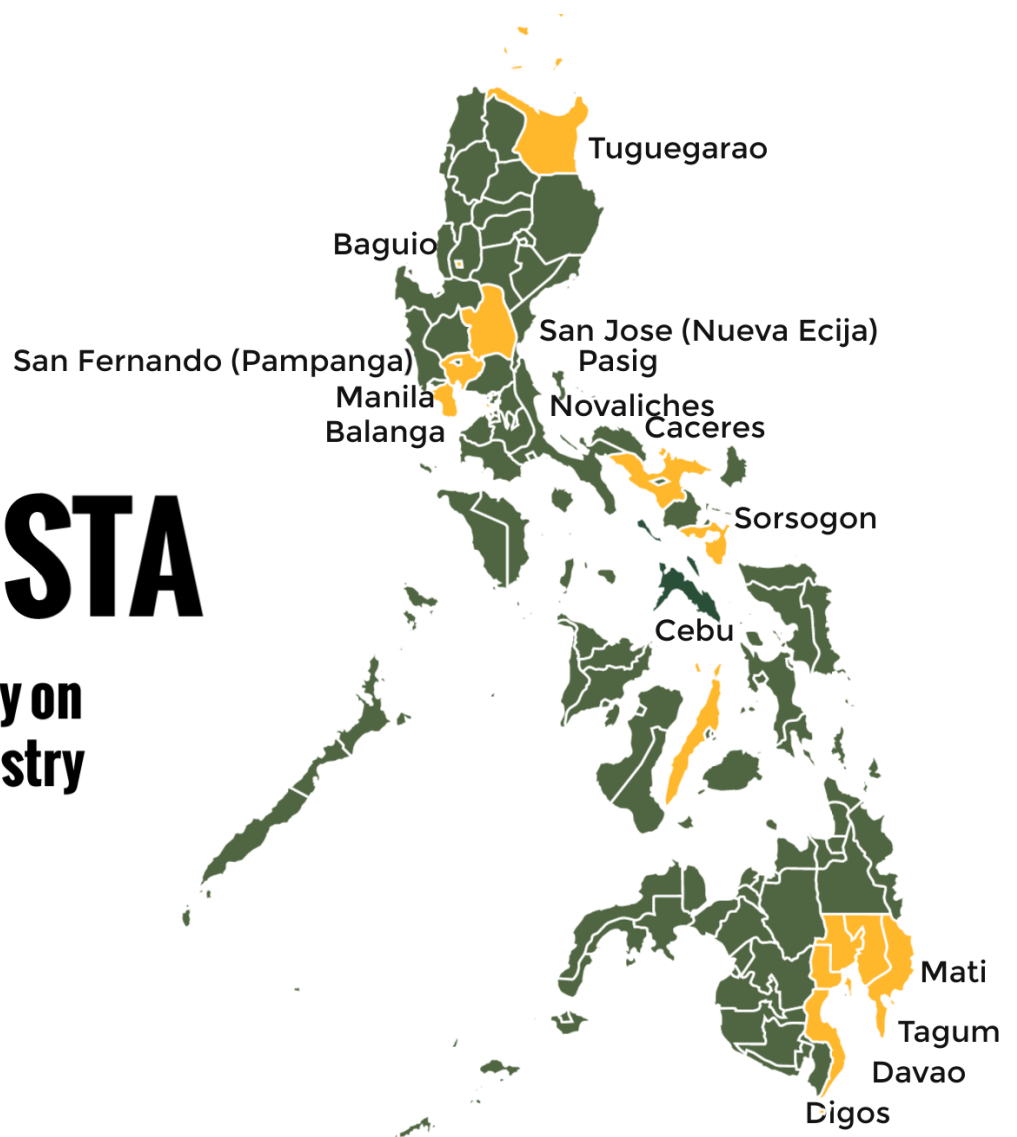 Tuguegarao
Baguio
San Jose (Nueva Ecija)
San Fernando (Pampanga)
Pasig
Manila
Novaliches
Balanga
Caceres
Sorsogon
STA
Cebu
y on
stry
Mati
Tagum
Davao
Digos